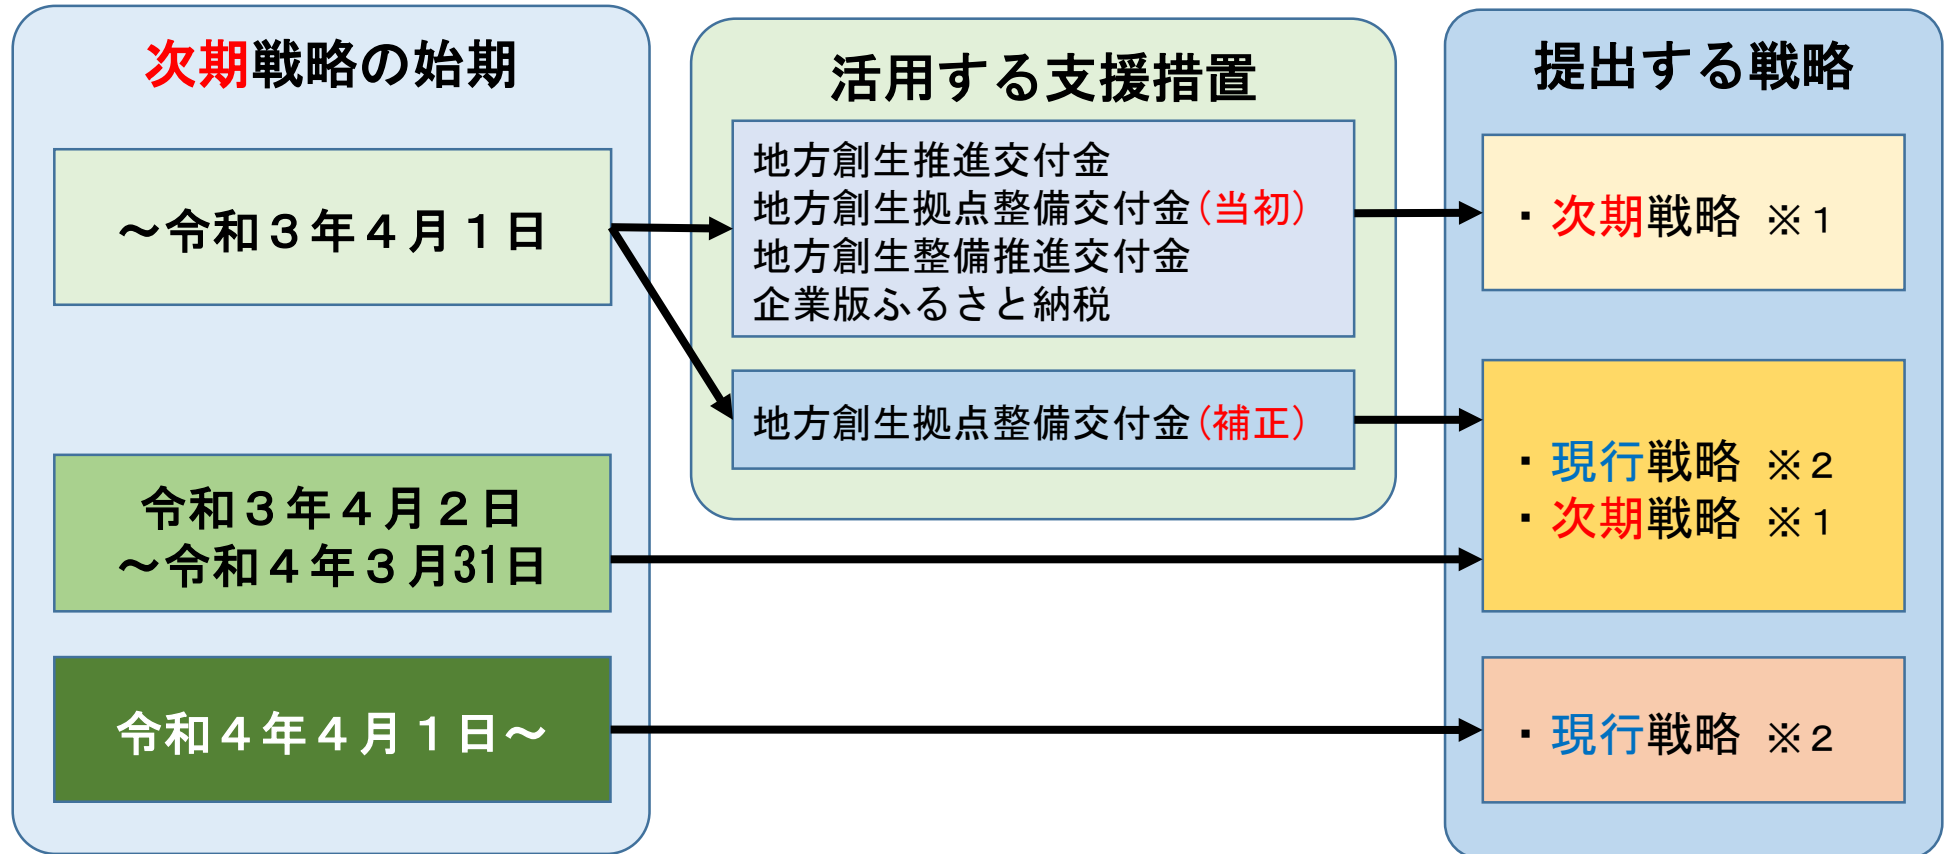 次期戦略の始期
～令和３年４月１日
令和３年４月２日
～令和４年３月31日
令和４年４月１日～
活用する支援措置
地方創生推進交付金
地方創生拠点整備交付金(当初)
地方創生整備推進交付金
企業版ふるさと納税
地方創生拠点整備交付金(補正)
提出する戦略
・次期戦略 ※１
・現行戦略 ※２
・次期戦略 ※１
・現行戦略 ※２